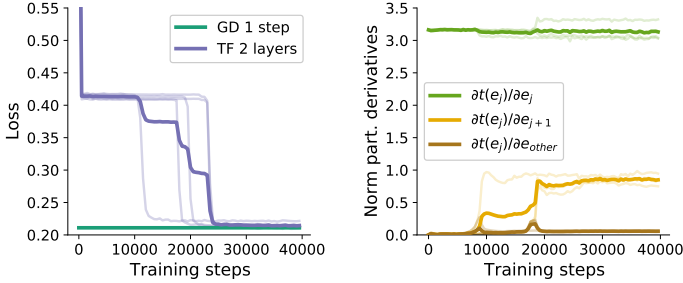 0.55
0.50
0.45
0.40
0.35
0.30
0.25
0.20
Loss
GD 1 step
TF 2 layers
0
10000
20000
30000
40000
Training steps
3.5
3.0
2.5
2.0
1.5
1.0
0.5
0.0
Norm part. derivatives
∂t(e_j)/∂e_j
∂t(e_j)/∂e_{j+1}
∂t(e_j)/∂e_{other}
0
10000
20000
30000
40000
Training steps